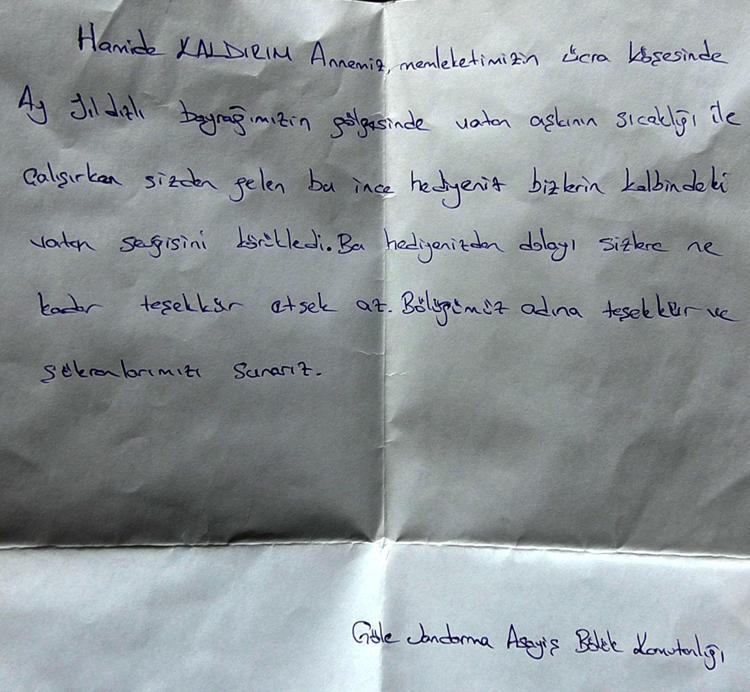 Hamide KALDIRIM Annemiz, memleketimizin ücra köşesinde
Ay Yıldızlı bayrağımızın gölgesinde vatan aşkının sıcaklığı ile
Çalışırken sizden gelen bu ince hediyeniz bizlerin kalbindeki
vatan sevgisini körükledi. Bu hediyenizden dolayı sizlere ne
kadar teşekkür etsek az. Bölüğümüz adına teşekkür ve
şükranlarımızı sunarız.
Göle Jandarma Asayiş Bölük Komutanlığı